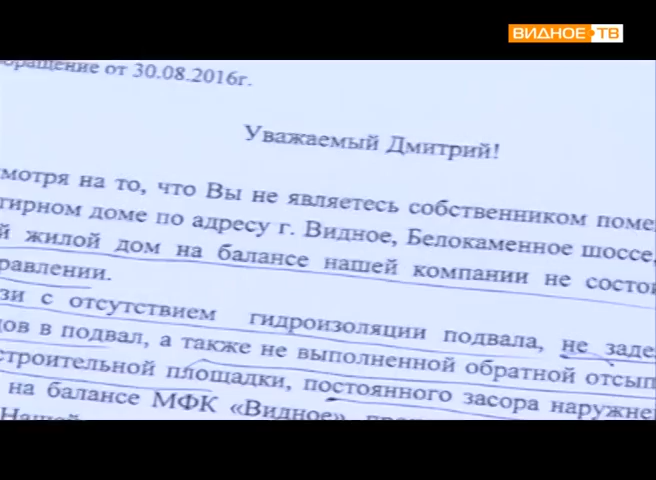 ВИДНОЕ ТВ
обращение от 30.08.2016г.
Уважаемый Дмитрий!
смотря на то, что Вы не являетесь собственником поме
тирном доме по адресу г. Видное, Белокаменное шоссе,
й жилой дом на балансе нашей компании не состо
равлении.
зи с отсутствием гидроизоляции подвала, не заде
дов в подвал, а также не выполненной обратной отсып
строительной площадки, постоянного засора наружне
на балансе МФК «Видное»,
Нашей